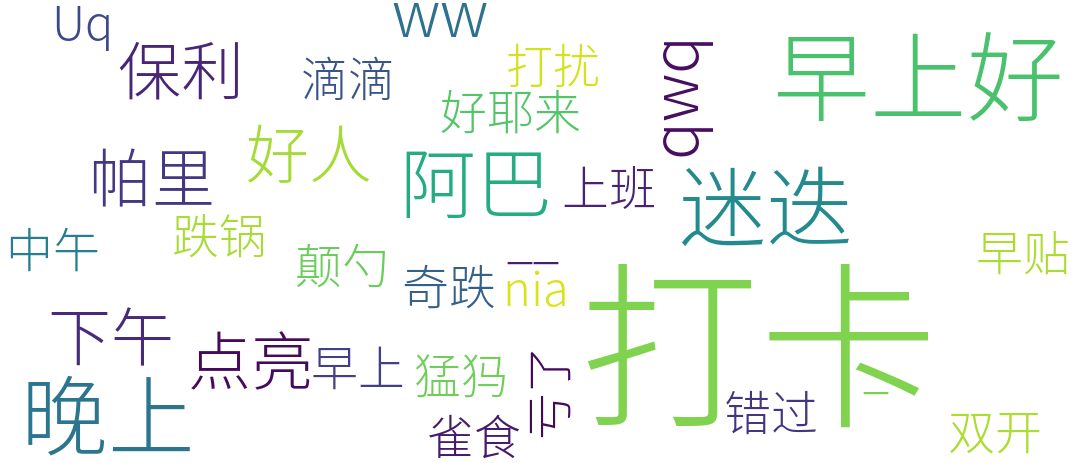 Uq
ww
保利
滴滴
打扰
qwq
早上好
好耶来
好人
帕里
阿巴
上班
迷迭
跌锅
中午
颠勺
奇跌
__
nia
早贴
打卡
下午
点亮
早上
猛犸
亏了
晚上
雀食
错过
双开